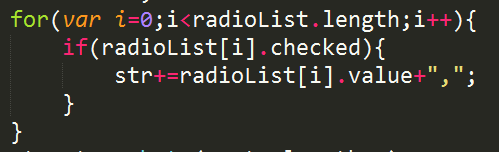 for(var i=0;i<radioList.length;i++){
    if(radioList[i].checked){
        str+=radioList[i].value+",";
    }
}